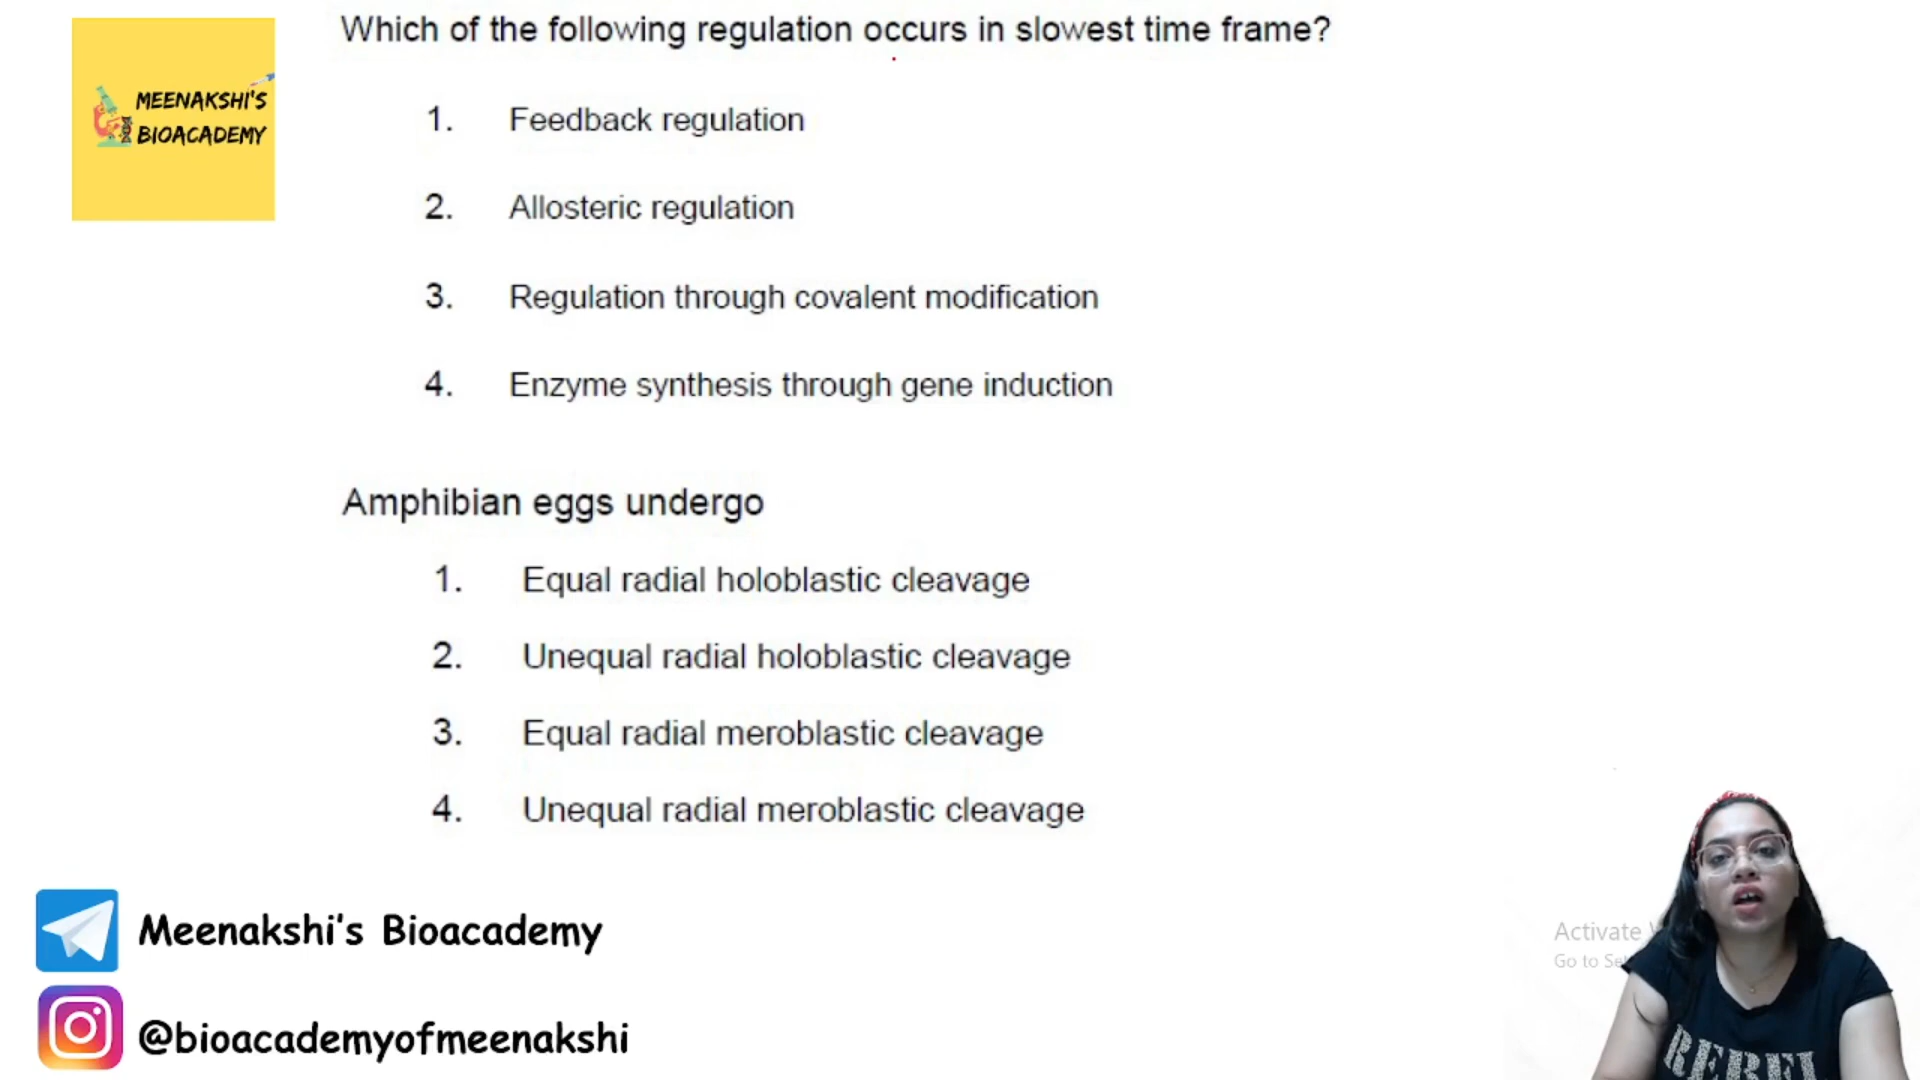 MEENAKSHI'S
BIOACADEMY
Which of the following regulation occurs in slowest time frame?
1. Feedback regulation
2. Allosteric regulation
3. Regulation through covalent modification
4. Enzyme synthesis through gene induction
Amphibian eggs undergo
1. Equal radial holoblastic cleavage
2. Unequal radial holoblastic cleavage
3. Equal radial meroblastic cleavage
4. Unequal radial meroblastic cleavage
Meenakshi's Bioacademy
@bioacademyofmeenakshi
Activate
Go to
REBEL